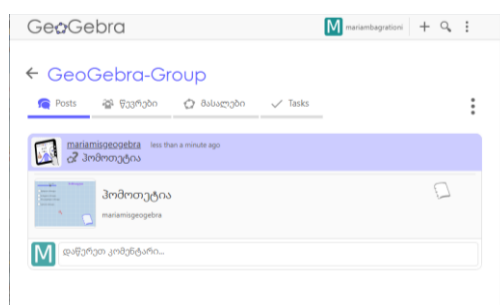 GeoGebra
M mariambagrationi
GeoGebra-Group
Posts წევრები მასალები Tasks
mariamisgeogebra less than a minute ago
ჰომოთეტია
ჰომოთეტია
mariamisgeogebra
M დაწერეთ კომენტარი...